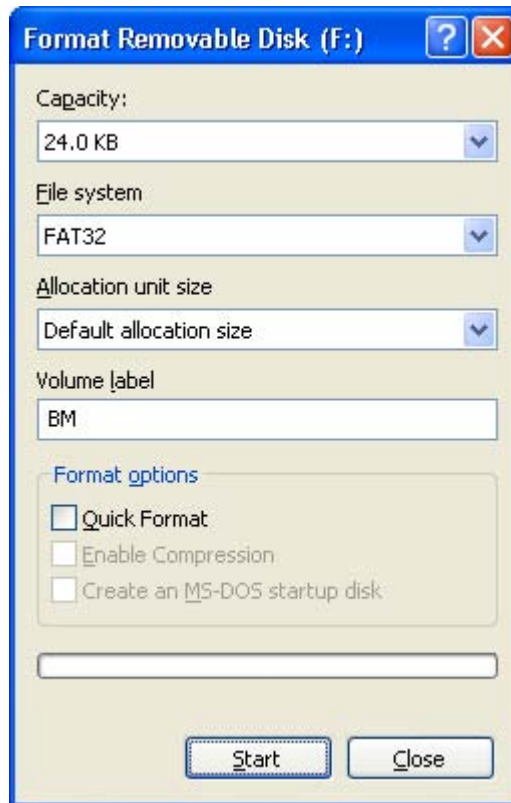 Format Removable Disk (F:)
Capacity:
24.0 KB
File system
FAT32
Allocation unit size
Default allocation size
Volume label
BM
Format options
Quick Format
Enable Compression
Create an MS-DOS startup disk
Start Close